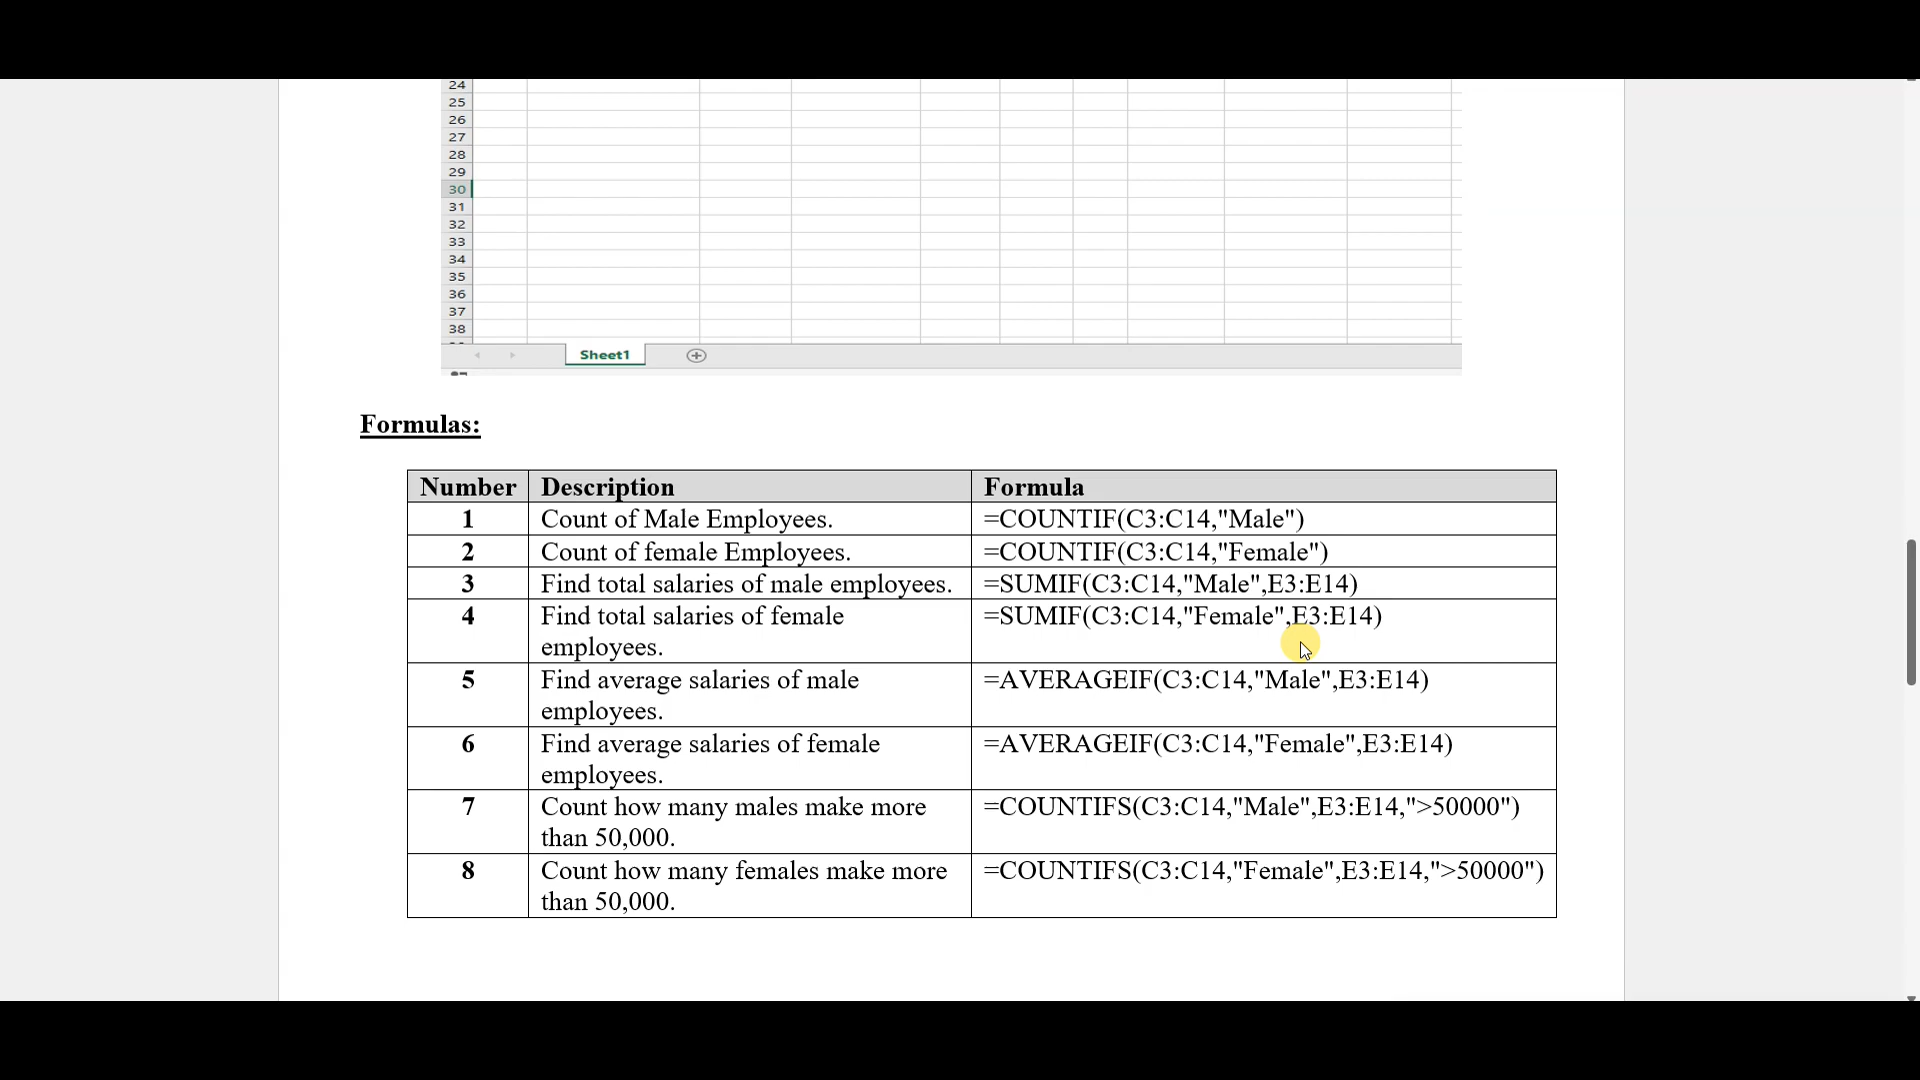 24
25
26
27
28
29
30
31
32
33
34
35
36
37
38
Sheet1
Formulas:
Number Description Formula
1 Count of Male Employees. =COUNTIF(C3:C14,"Male")
2 Count of female Employees. =COUNTIF(C3:C14,"Female")
3 Find total salaries of male employees. =SUMIF(C3:C14,"Male",E3:E14)
4 Find total salaries of female =SUMIF(C3:C14,"Female",E3:E14)
employees.
5 Find average salaries of male =AVERAGEIF(C3:C14,"Male",E3:E14)
employees.
6 Find average salaries of female =AVERAGEIF(C3:C14,"Female",E3:E14)
employees.
7 Count how many males make more =COUNTIFS(C3:C14,"Male",E3:E14,">50000")
than 50,000.
8 Count how many females make more =COUNTIFS(C3:C14,"Female",E3:E14,">50000")
than 50,000.